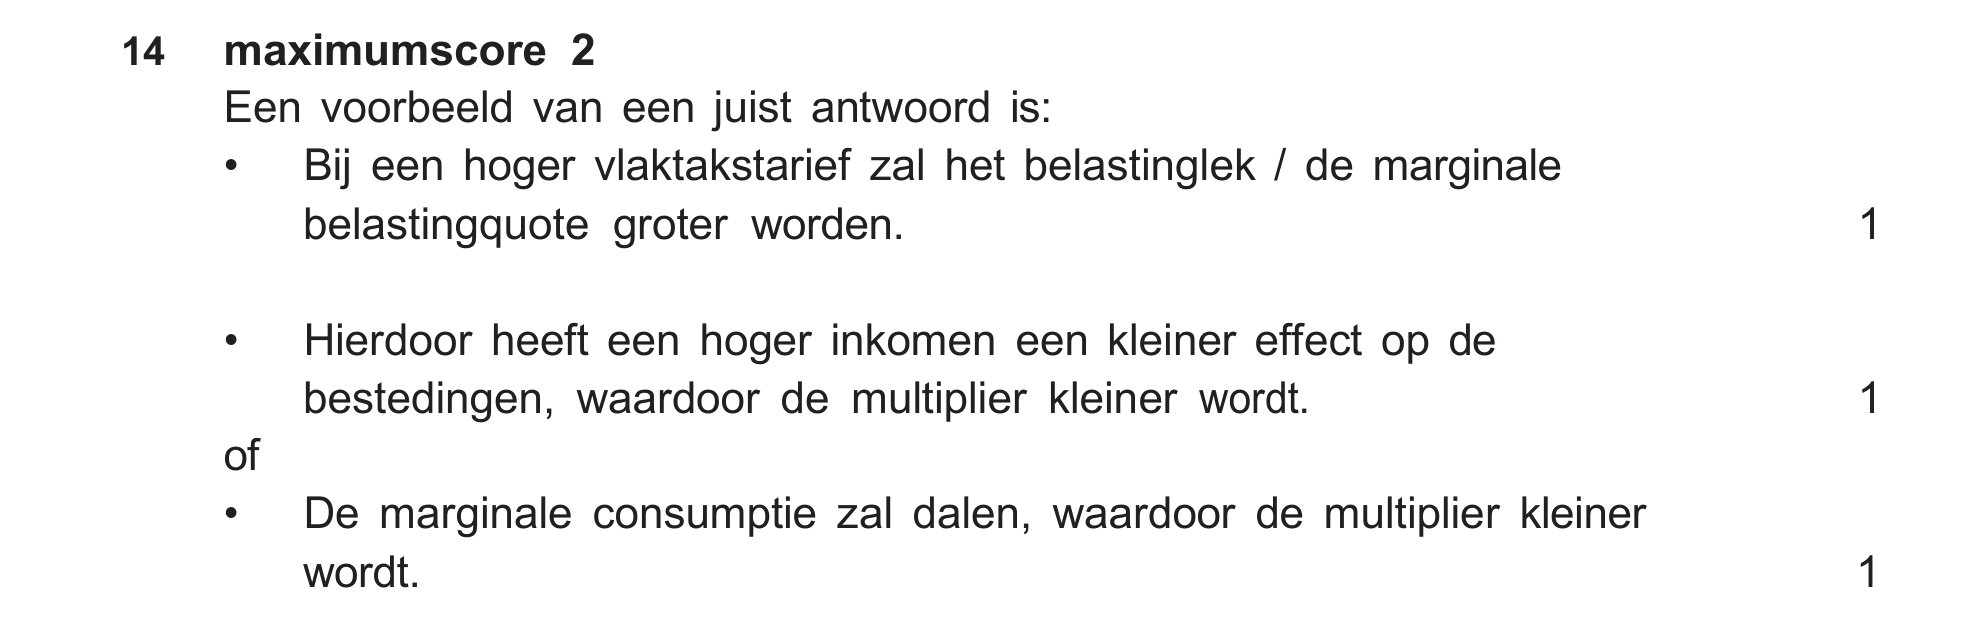 14 maximumscore 2
Een voorbeeld van een juist antwoord is:
• Bij een hoger vlaktakstarief zal het belastinglek / de marginale
belastingquote groter worden. 1
• Hierdoor heeft een hoger inkomen een kleiner effect op de
bestedingen, waardoor de multiplier kleiner wordt. 1
of
• De marginale consumptie zal dalen, waardoor de multiplier kleiner
wordt. 1